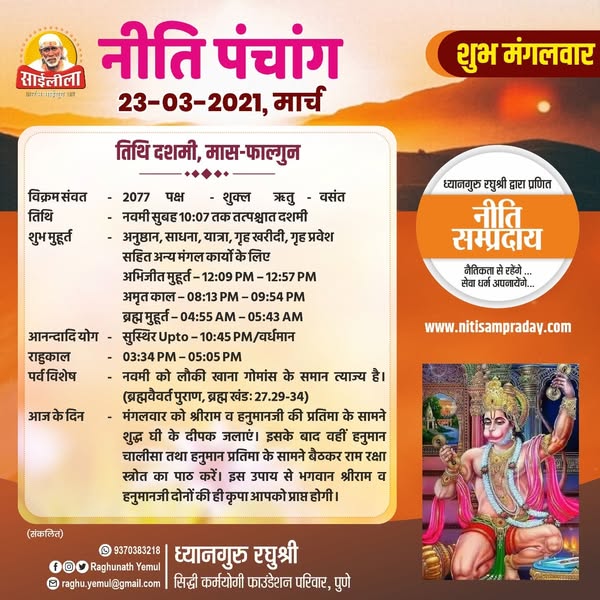 साईलीला
नीति पंचांग
23-03-2021, मार्च
शुभ मंगलवार
तिथि दशमी, मास-फाल्गुन
विक्रम संवत - 2077 पक्ष - शुक्ल ऋतु - वसंत
तिथि - नवमी सुबह 10:07 तक तत्पश्चात दशमी
शुभ मुहूर्त - अनुष्ठान, साधना, यात्रा, गृह खरीदी, गृह प्रवेश
सहित अन्य मंगल कार्यो के लिए
अभिजीत मुहूर्त – 12:09 PM – 12:57 PM
अमृत काल – 08:13 PM – 09:54 PM
ब्रह्म मुहूर्त – 04:55 AM – 05:43 AM
आनन्दादि योग - सुस्थिर Upto – 10:45 PM/वर्धमान
राहुकाल - 03:34 PM – 05:05 PM
पर्व विशेष - नवमी को लौकी खाना गोमांस के समान त्याज्य है।
(ब्रह्मवैवर्त पुराण, ब्रह्म खंड: 27.29-34)
आज के दिन - मंगलवार को श्रीराम व हनुमानजी की प्रतिमा के सामने
शुद्ध घी के दीपक जलाएं। इसके बाद वहीं हनुमान
चालीसा तथा हनुमान प्रतिमा के सामने बैठकर राम रक्षा
स्त्रोत का पाठ करें। इस उपाय से भगवान श्रीराम व
हनुमानजी दोनों की ही कृपा आपको प्राप्त होगी।
(संकलित)
ध्यानगुरु रघुश्री द्वारा प्रणित
नीति
सम्प्रदाय
नैतिकता से रहेंगे ...
सेवा धर्म अपनायेंगे...
www.nitisampraday.com
9370383218
Raghunath Yemul
raghu.yemul@gmail.com
ध्यानगुरु रघुश्री
सिद्धि कर्मयोगी फाउंडेशन परिवार, पुणे